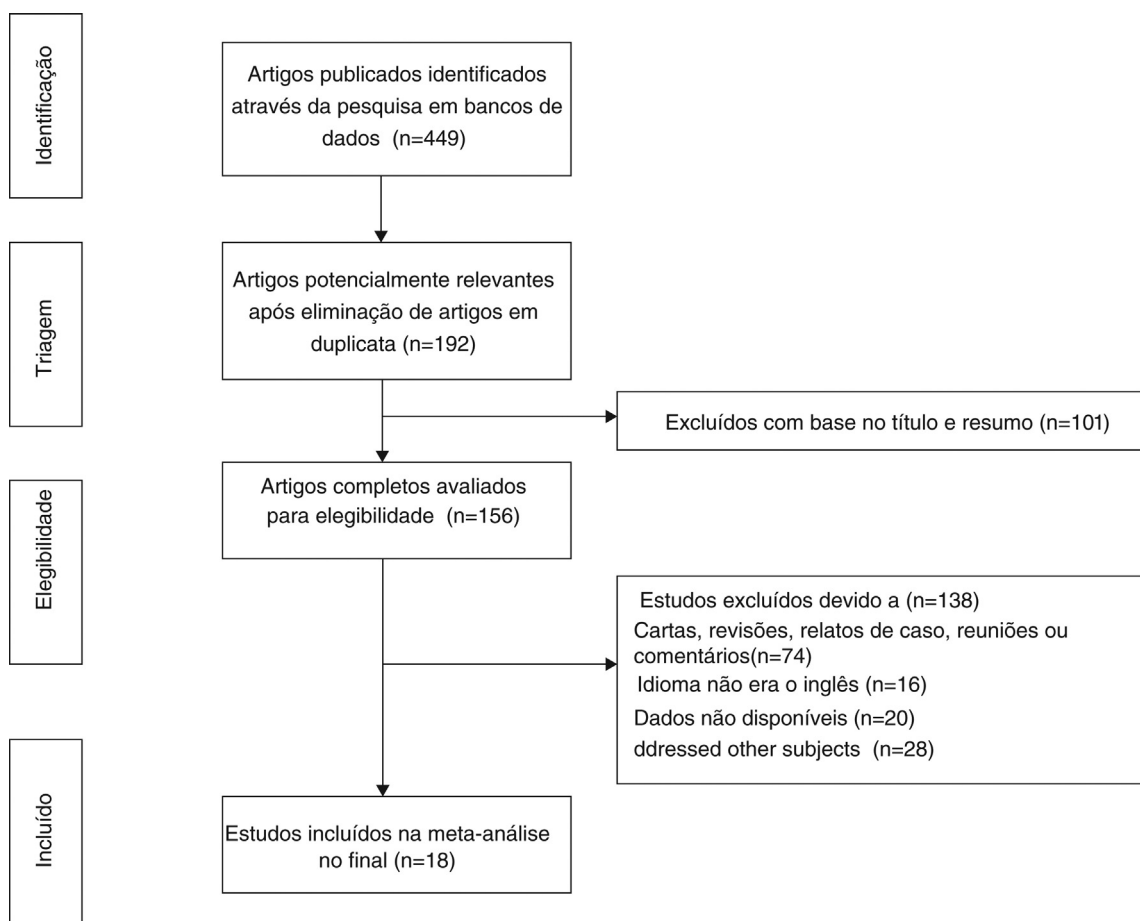 Identificação
Artigos publicados identificados
através da pesquisa em bancos de
dados (n=449)
Triagem
Artigos potencialmente relevantes
após eliminação de artigos em
duplicata (n=192)
Excluídos com base no título e resumo (n=101)
Elegibilidade
Artigos completos avaliados
para elegibilidade (n=156)
Estudos excluídos devido a (n=138)
Cartas, revisões, relatos de caso, reuniões ou
comentários(n=74)
Idioma não era o inglês (n=16)
Dados não disponíveis (n=20)
ddressed other subjects (n=28)
Incluído
Estudos incluídos na meta-análise
no final (n=18)